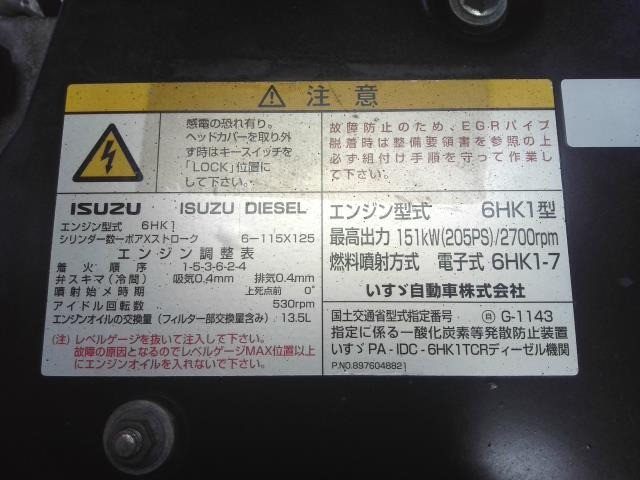 ⚠ 注意
感電の恐れ有り。
ヘッドカバーを取り外
す時はキースイッチを
「LOCK」位置に
して下さい。
故障防止のため、EGRパイプ
脱着時は整備要領書を参照の上
必ず組付け手順を守って作業し
て下さい。
ISUZU ISUZU DIESEL
エンジン型式 6HK1
シリンダー数ーボアXストローク 6-115X125
エンジン調整表
着火順序 1-5-3-6-2-4
弁スキマ(冷間) 吸気0.4mm 排気0.4mm
噴射始メ時期 上死点前 0°
アイドル回転数 530rpm
エンジンオイルの交換量(フィルター部交換量含み) 13.5L
(注)レベルゲージを抜いて注入して下さい。
故障の原因となるのでレベルゲージMAX位置以上
にエンジンオイルを入れないで下さい。
エンジン型式 6HK1型
最高出力 151kW(205PS)/2700rpm
燃料噴射方式 電子式 6HK1-7
いすゞ自動車株式会社
国土交通省型式指定番号 ㊐ G-1143
指定に係る一酸化炭素等発散防止装置
いすゞPA-IDC-6HK1TCRディーゼル機関
P.NO.8976048821